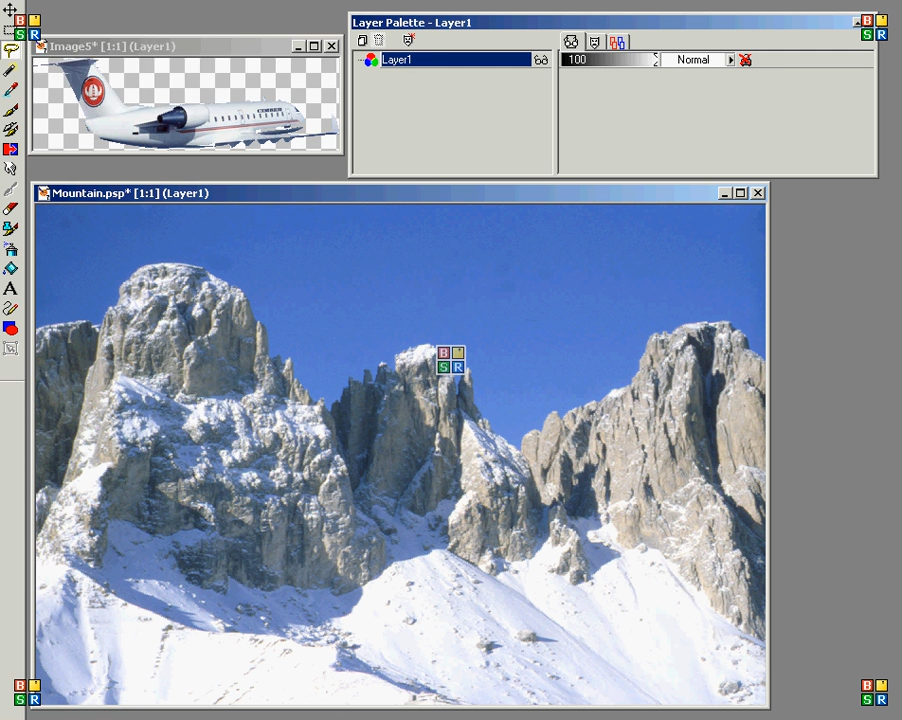 Layer Palette - Layer1
Image5* [1:1] (Layer1)
Layer1
100
Normal
Mountain.psp* [1:1] (Layer1)
A
B
S R
B
S R
B
S R
B
S R
B
S R